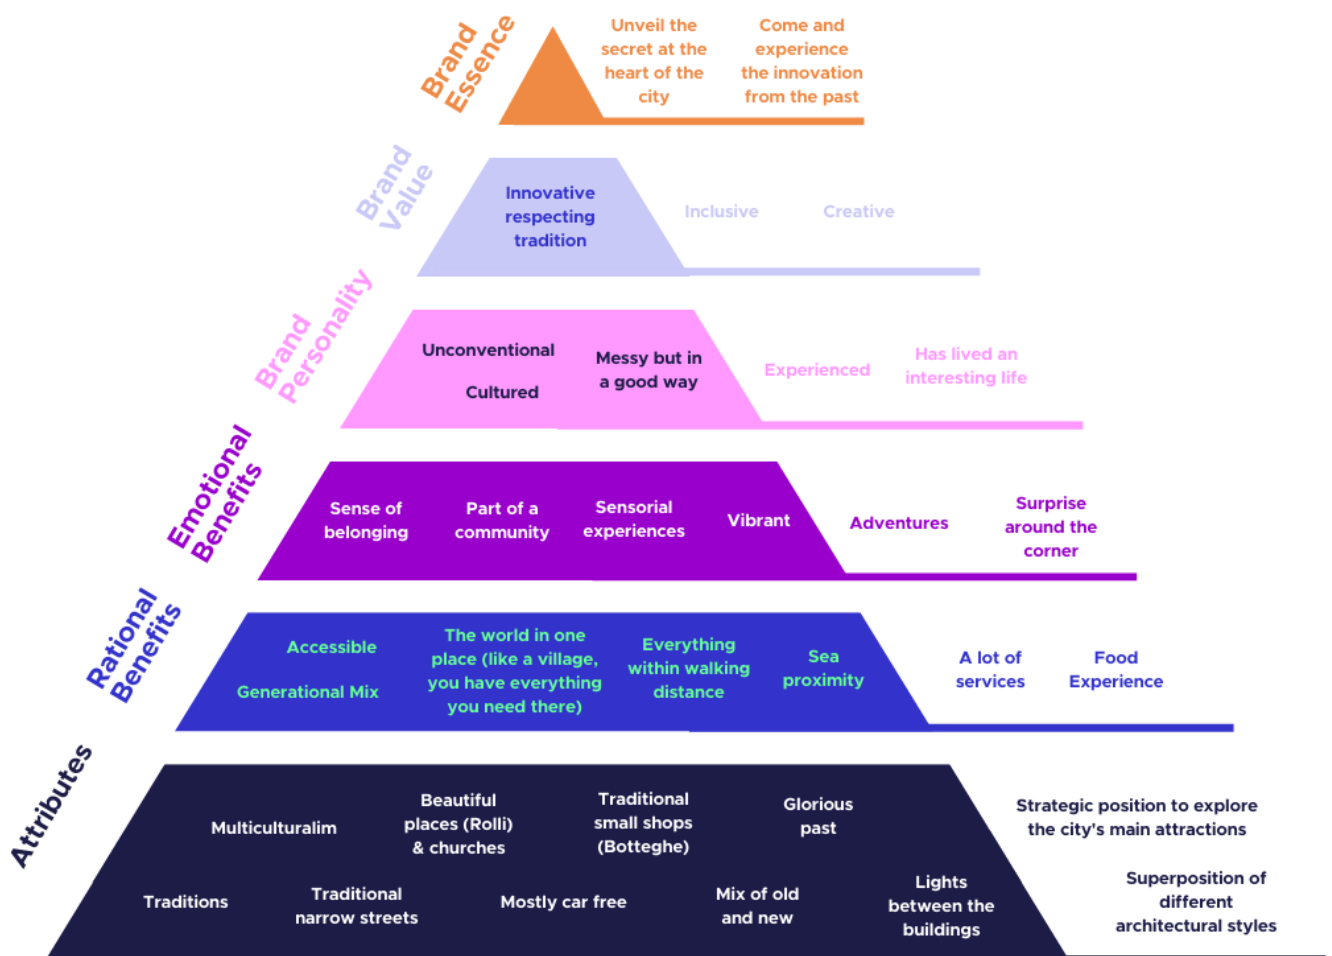 Brand
Essence
Unveil the
secret at the
heart of the
city
Come and
experience
the innovation
from the past
Brand
Value
Innovative
respecting
tradition
Inclusive
Creative
Brand
Personality
Unconventional
Cultured
Messy but in
a good way
Experienced
Has lived an
interesting life
Emotional
Benefits
Sense of
belonging
Part of a
community
Sensorial
experiences
Vibrant
Adventures
Surprise
around the
corner
Rational
Benefits
Accessible
Generational Mix
The world in one
place (like a village,
you have everything
you need there)
Everything
within walking
distance
Sea
proximity
A lot of
services
Food
Experience
Attributes
Multiculturalim
Beautiful
places (Rolli)
& churches
Traditional
small shops
(Botteghe)
Glorious
past
Strategic position to explore
the city's main attractions
Traditions
Traditional
narrow streets
Mostly car free
Mix of old
and new
Lights
between the
buildings
Superposition of
different
architectural styles